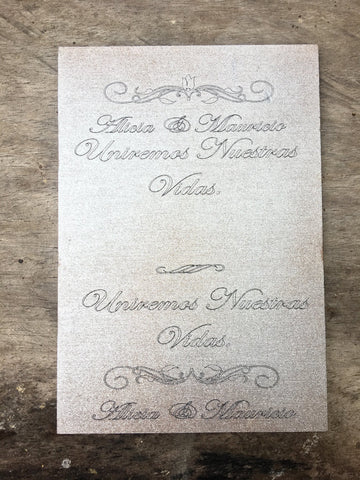 Alicia & Mauricio
Uniremos Nuestras
Vidas.
Uniremos Nuestras
Vidas.
Alicia & Mauricio